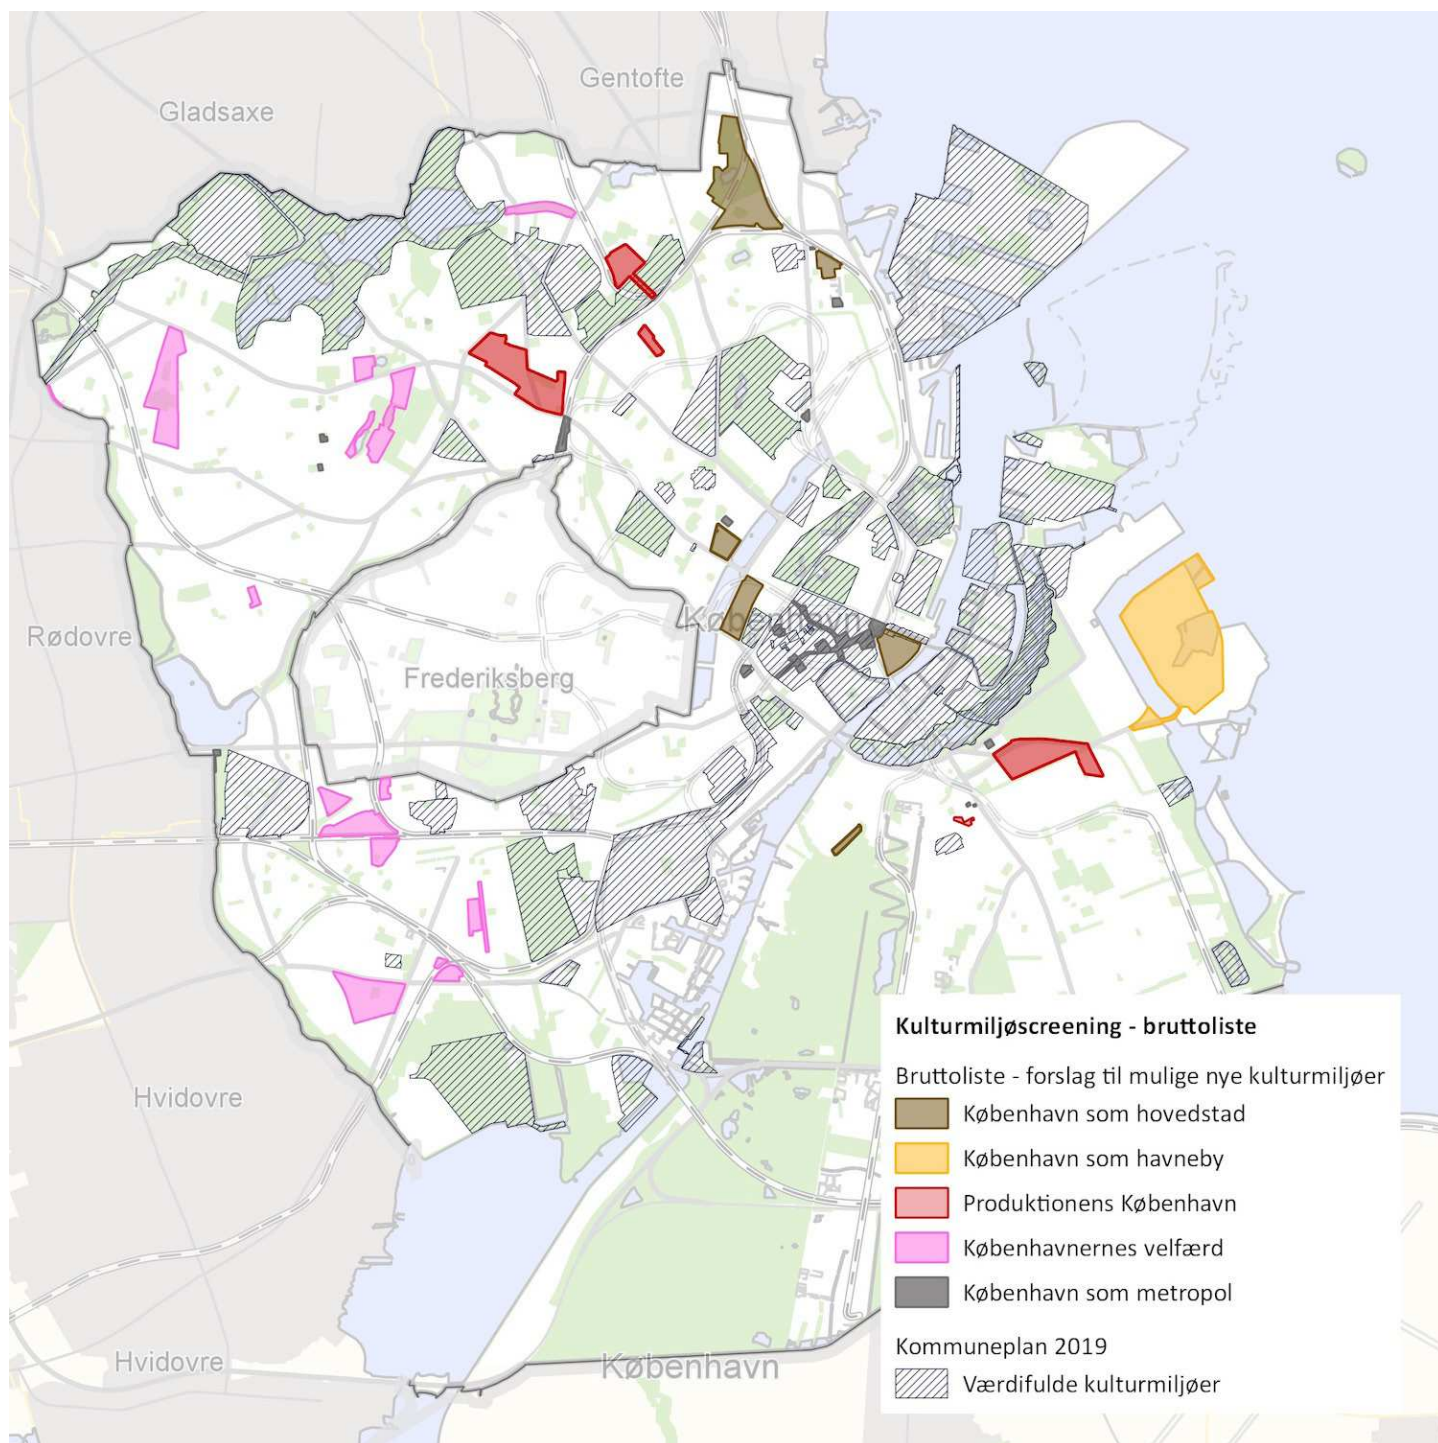 Gentofte
Gladsaxe
København
Rødovre
Frederiksberg
Kulturmiljøscreening - bruttoliste
Bruttoliste - forslag til mulige nye kulturmiljøer
København som hovedstad
København som havneby
Produktionens København
Københavnernes velfærd
København som metropol
Kommuneplan 2019
Værdifulde kulturmiljøer
Hvidovre
Hvidovre
København